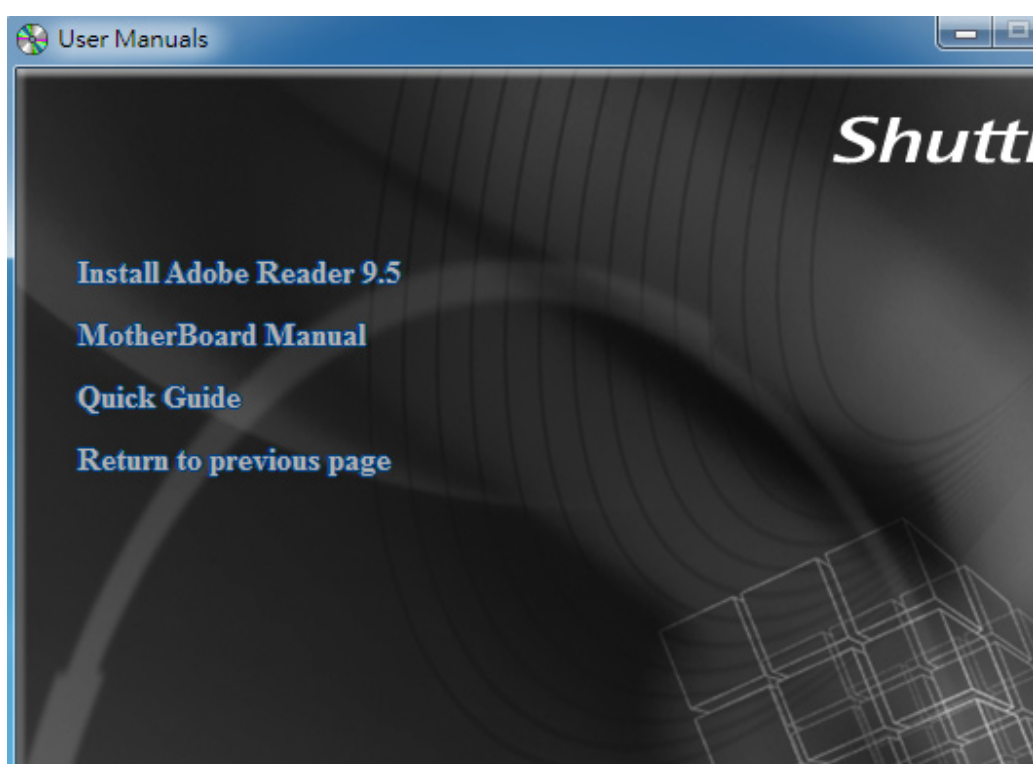 User Manuals
Install Adobe Reader 9.5
MotherBoard Manual
Quick Guide
Return to previous page